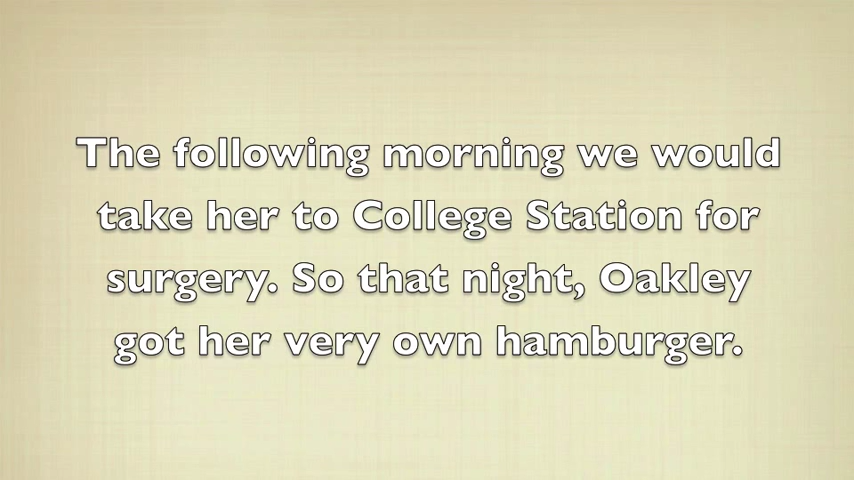 The following morning we would
take her to College Station for
surgery. So that night, Oakley
got her very own hamburger.